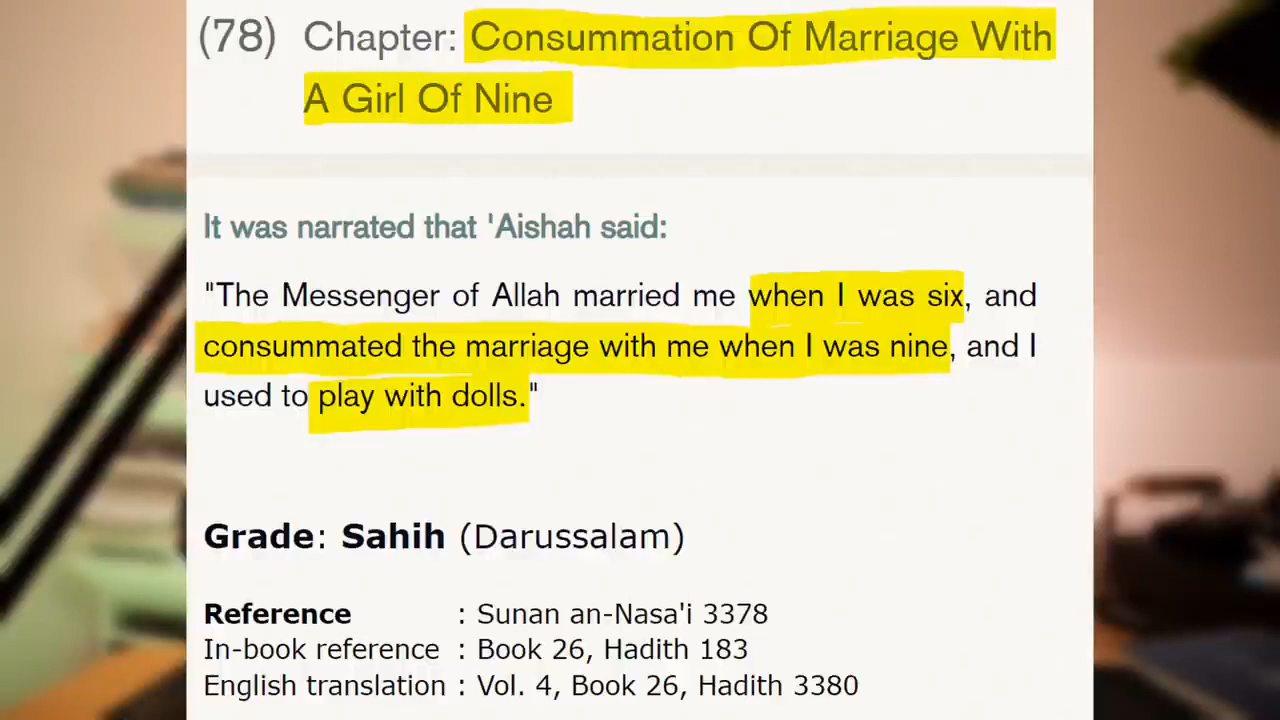 (78) Chapter: Consummation Of Marriage With
A Girl Of Nine
It was narrated that 'Aishah said:
"The Messenger of Allah married me when I was six, and
consummated the marriage with me when I was nine, and I
used to play with dolls."
Grade: Sahih (Darussalam)
Reference : Sunan an-Nasa'i 3378
In-book reference : Book 26, Hadith 183
English translation : Vol. 4, Book 26, Hadith 3380